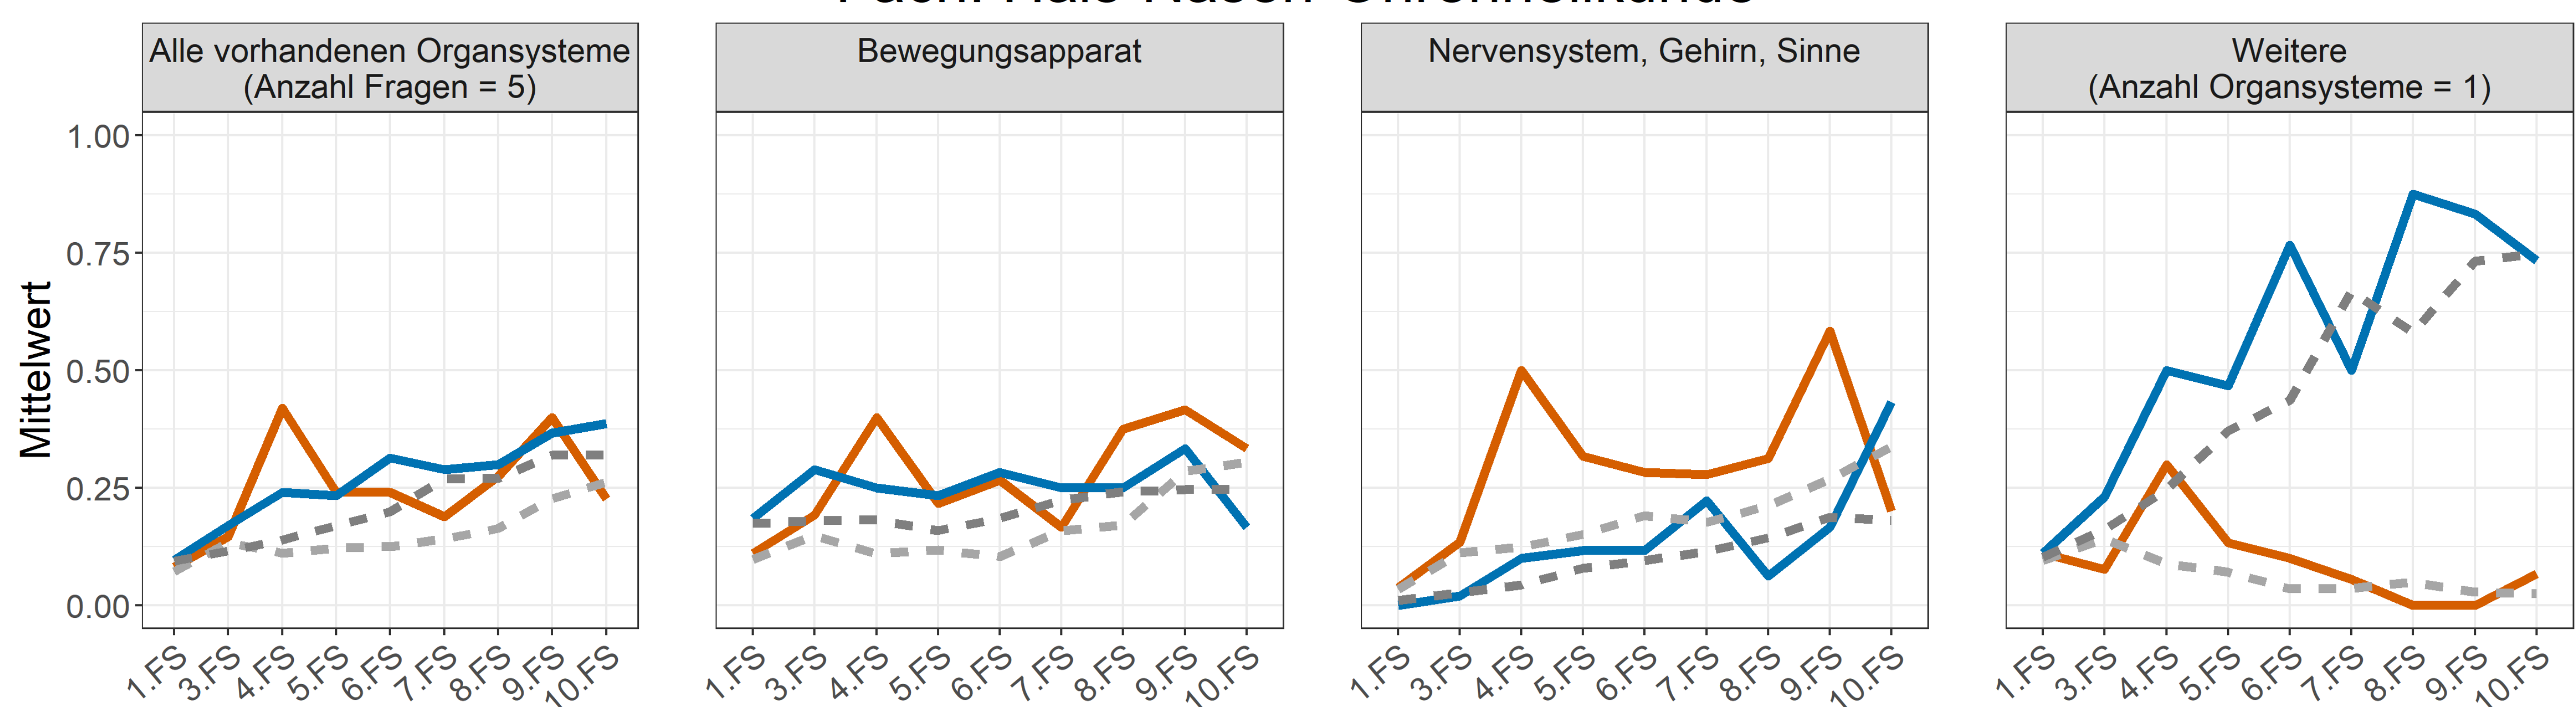 Alle vorhandenen Organsysteme
(Anzahl Fragen = 5)
Bewegungsapparat
Nervensystem, Gehirn, Sinne
Weitere
(Anzahl Organsysteme = 1)
Mittelwert
1.00
0.75
0.50
0.25
0.00
1.FS 3.FS 4.FS 5.FS 6.FS 7.FS 8.FS 9.FS 10.FS
1.FS 3.FS 4.FS 5.FS 6.FS 7.FS 8.FS 9.FS 10.FS
1.FS 3.FS 4.FS 5.FS 6.FS 7.FS 8.FS 9.FS 10.FS
1.FS 3.FS 4.FS 5.FS 6.FS 7.FS 8.FS 9.FS 10.FS